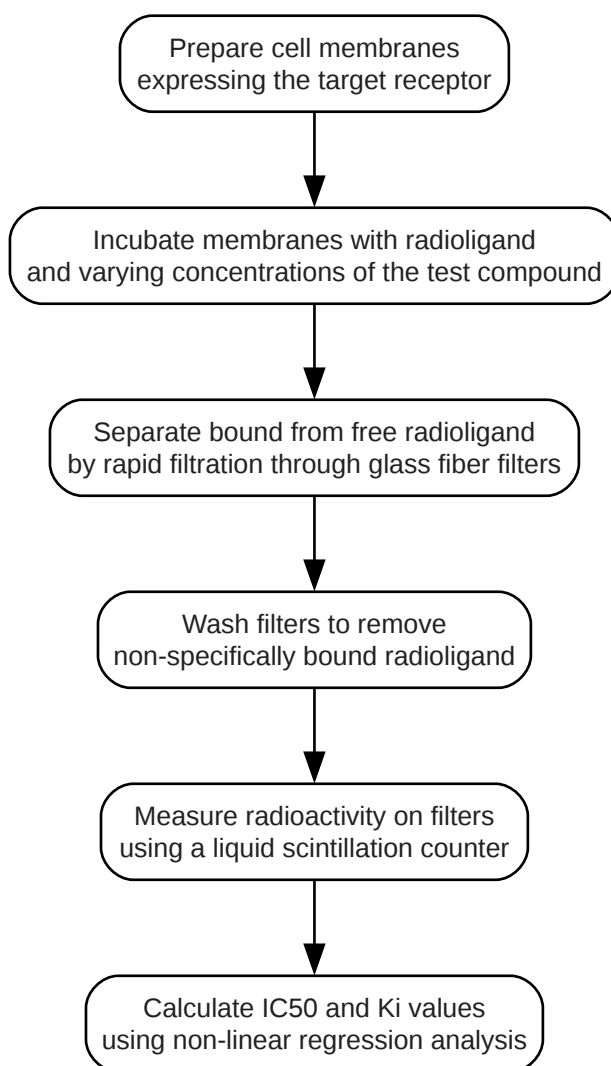 Prepare cell membranes
expressing the target receptor
Incubate membranes with radioligand
and varying concentrations of the test compound
Separate bound from free radioligand
by rapid filtration through glass fiber filters
Wash filters to remove
non-specifically bound radioligand
Measure radioactivity on filters
using a liquid scintillation counter
Calculate IC50 and Ki values
using non-linear regression analysis